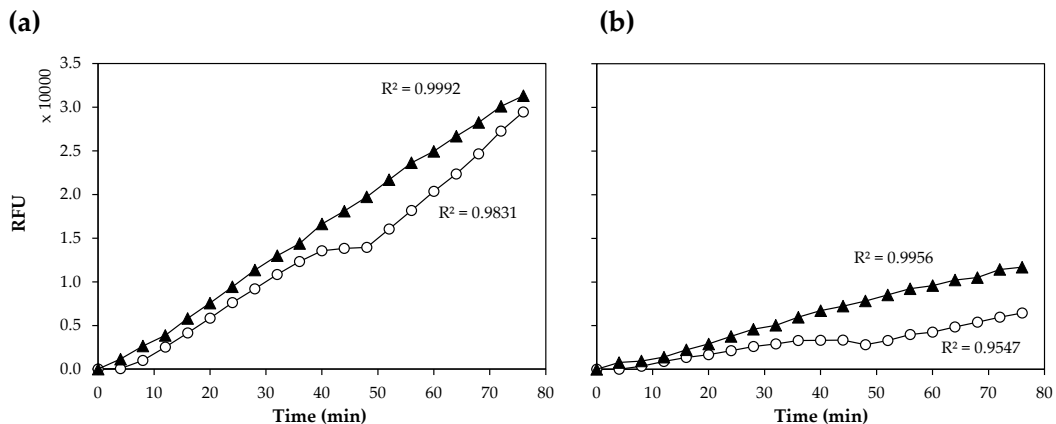 (a)
(b)
x 10000
RFU
3.5
3.0
2.5
2.0
1.5
1.0
0.5
0.0
R² = 0.9992
R² = 0.9831
0 10 20 30 40 50 60 70 80
Time (min)
R² = 0.9956
R² = 0.9547
0 10 20 30 40 50 60 70 80
Time (min)